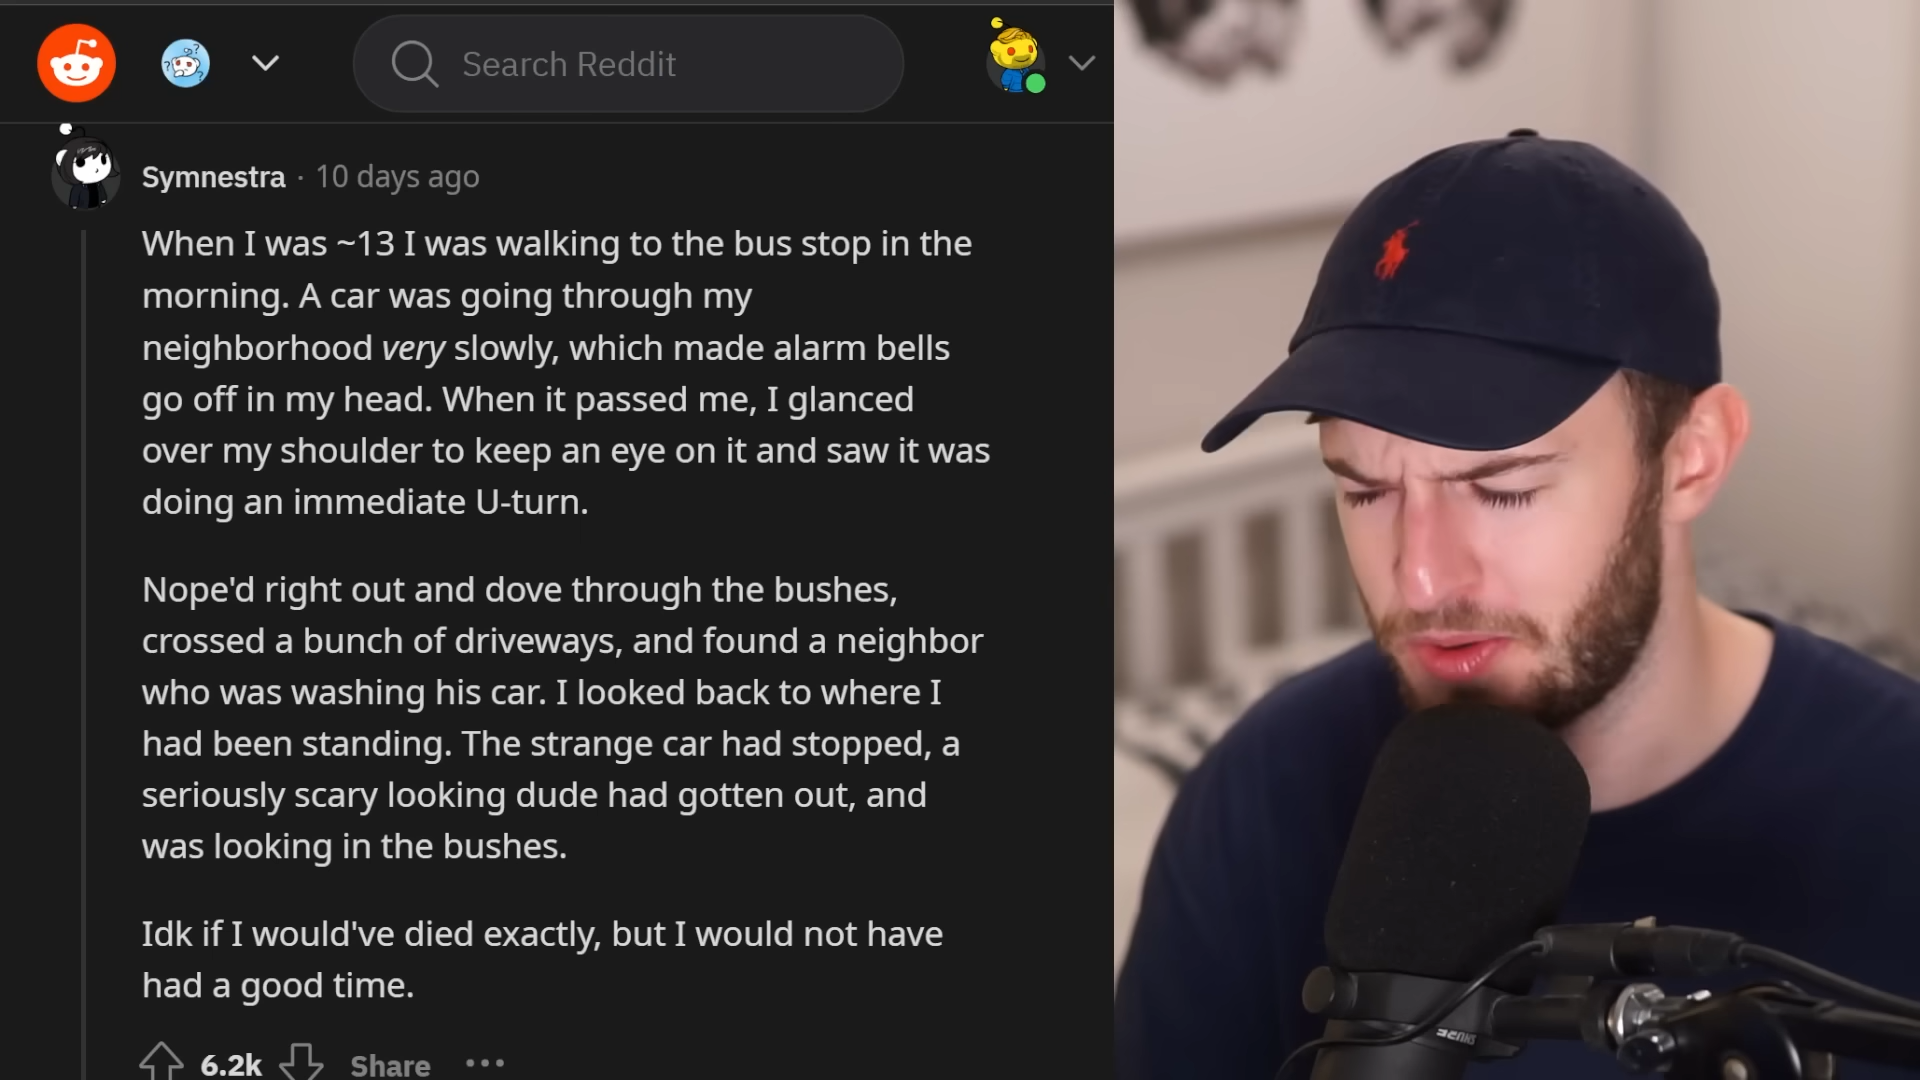 Search Reddit
Symnestra · 10 days ago
When I was ~13 I was walking to the bus stop in the
morning. A car was going through my
neighborhood very slowly, which made alarm bells
go off in my head. When it passed me, I glanced
over my shoulder to keep an eye on it and saw it was
doing an immediate U-turn.
Nope'd right out and dove through the bushes,
crossed a bunch of driveways, and found a neighbor
who was washing his car. I looked back to where I
had been standing. The strange car had stopped, a
seriously scary looking dude had gotten out, and
was looking in the bushes.
Idk if I would've died exactly, but I would not have
had a good time.
6.2k Share